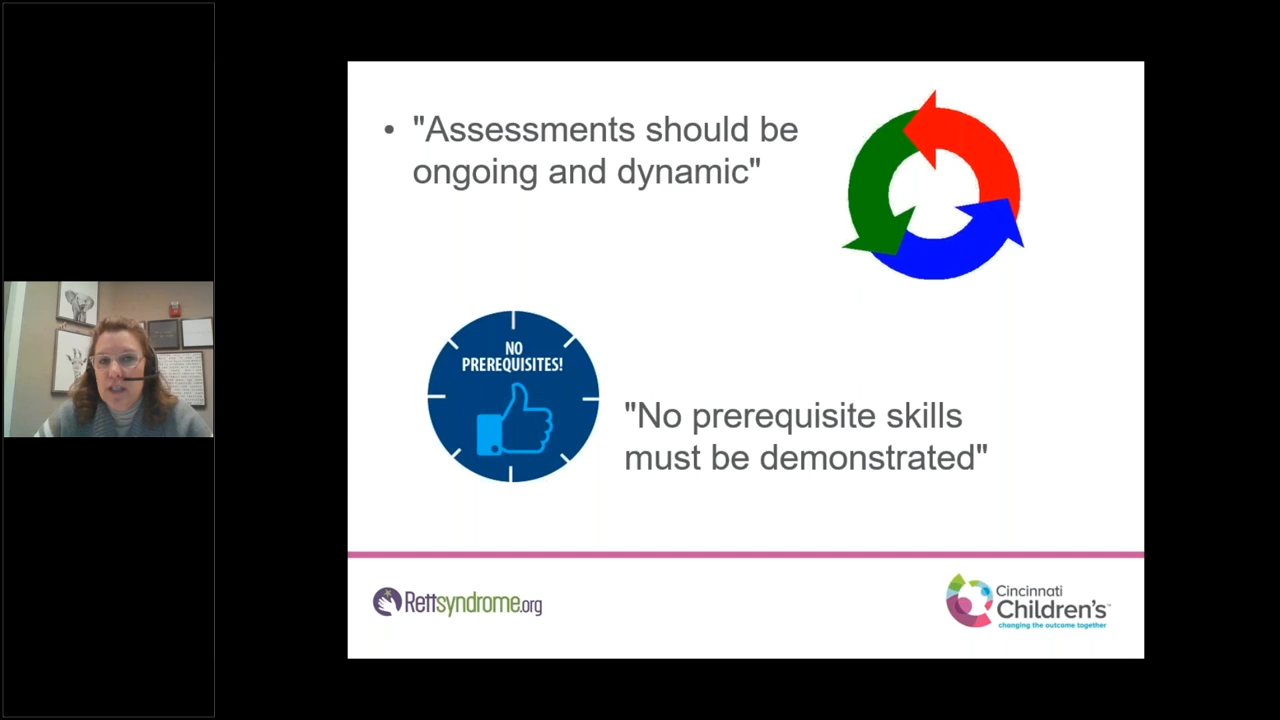 • "Assessments should be
ongoing and dynamic"
NO
PREREQUISITES!
"No prerequisite skills
must be demonstrated"
Rettsyndrome.org
Cincinnati
Children's™
changing the outcome together